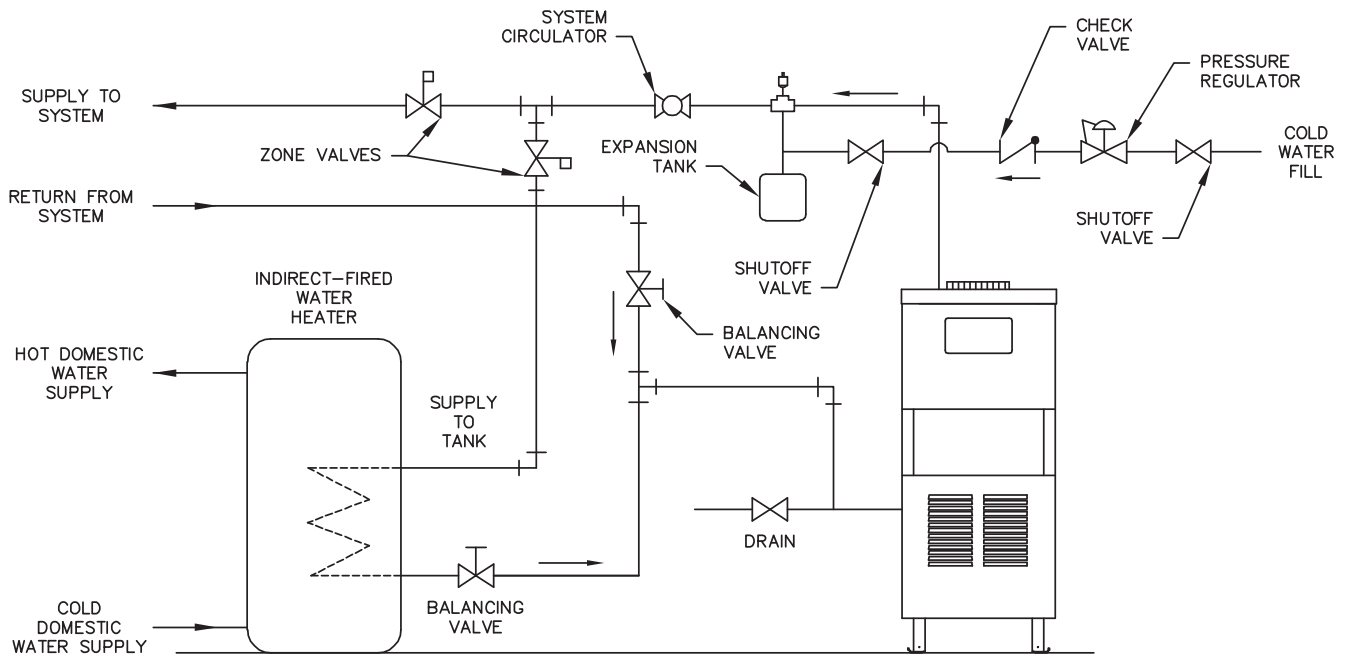 SYSTEM
CIRCULATOR
CHECK
VALVE
PRESSURE
REGULATOR
SUPPLY TO
SYSTEM
ZONE VALVES
EXPANSION
TANK
COLD
WATER
FILL
RETURN FROM
SYSTEM
SHUTOFF
VALVE
SHUTOFF
VALVE
INDIRECT-FIRED
WATER
HEATER
BALANCING
VALVE
HOT DOMESTIC
WATER
SUPPLY
SUPPLY
TO
TANK
DRAIN
BALANCING
VALVE
COLD
DOMESTIC
WATER SUPPLY